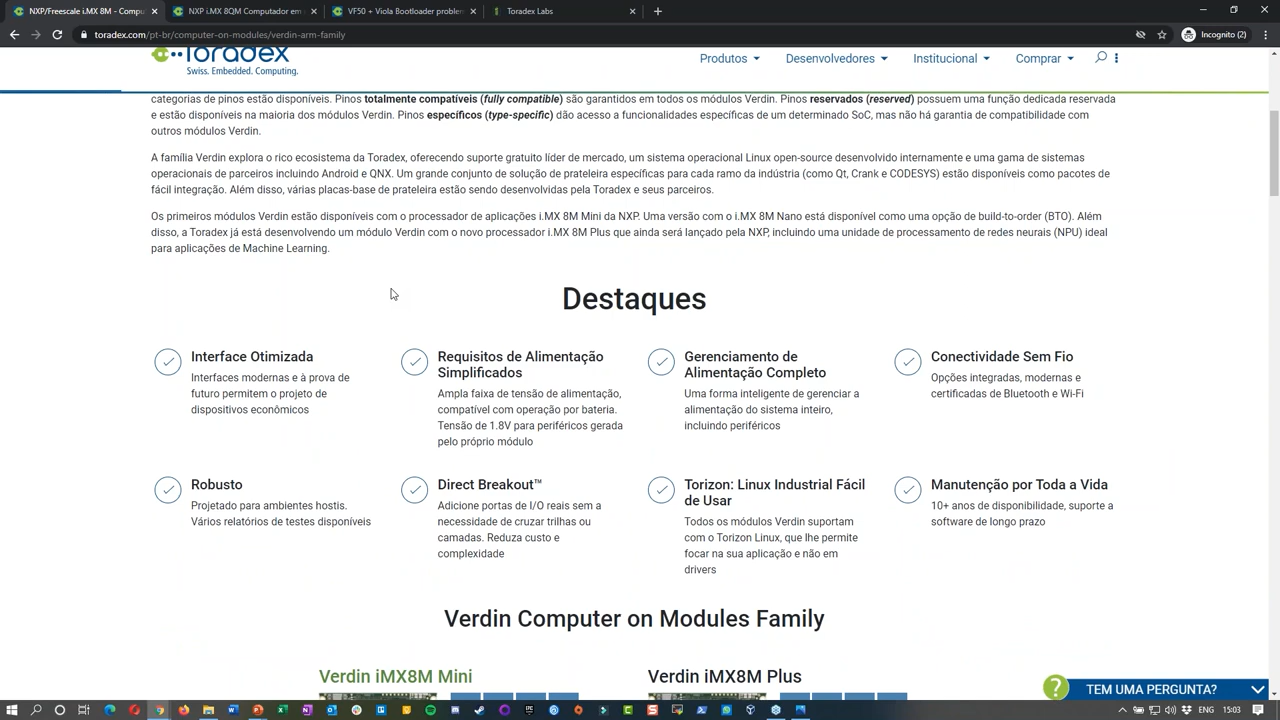 NXP/Freescale i.MX 8M - Compu
NXP i.MX 8QM Computador em
VF50 + Viola Bootloader problem
Toradex Labs
toradex.com/pt-br/computer-on-modules/verdin-arm-family
Incognito (2)
Toradex
Swiss. Embedded. Computing.
Produtos
Desenvolvedores
Institucional
Comprar
categorias de pinos estão disponíveis. Pinos totalmente compatíveis (fully compatible) são garantidos em todos os módulos Verdin. Pinos reservados (reserved) possuem uma função dedicada reservada
e estão disponíveis na maioria dos módulos Verdin. Pinos específicos (type-specific) dão acesso a funcionalidades específicas de um determinado SoC, mas não há garantia de compatibilidade com
outros módulos Verdin.
A família Verdin explora o rico ecosistema da Toradex, oferecendo suporte gratuito líder de mercado, um sistema operacional Linux open-source desenvolvido internamente e uma gama de sistemas
operacionais de parceiros incluindo Android e QNX. Um grande conjunto de solução de prateleira específicas para cada ramo da indústria (como Qt, Crank e CODESYS) estão disponíveis como pacotes de
fácil integração. Além disso, várias placas-base de prateleira estão sendo desenvolvidas pela Toradex e seus parceiros.
Os primeiros módulos Verdin estão disponíveis com o processador de aplicações i.MX 8M Mini da NXP. Uma versão com o i.MX 8M Nano está disponível como uma opção de build-to-order (BTO). Além
disso, a Toradex já está desenvolvendo um módulo Verdin com o novo processador i.MX 8M Plus que ainda será lançado pela NXP, incluindo uma unidade de processamento de redes neurais (NPU) ideal
para aplicações de Machine Learning.
Destaques
Interface Otimizada
Interfaces modernas e à prova de
futuro permitem o projeto de
dispositivos econômicos
Requisitos de Alimentação
Simplificados
Ampla faixa de tensão de alimentação,
compatível com operação por bateria.
Tensão de 1.8V para periféricos gerada
pelo próprio módulo
Gerenciamento de
Alimentação Completo
Uma forma inteligente de gerenciar a
alimentação do sistema inteiro,
incluindo periféricos
Conectividade Sem Fio
Opções integradas, modernas e
certificadas de Bluetooth e Wi-Fi
Robusto
Projetado para ambientes hostis.
Vários relatórios de testes disponíveis
Direct Breakout™
Adicione portas de I/O reais sem a
necessidade de cruzar trilhas ou
camadas. Reduza custo e
complexidade
Torizon: Linux Industrial Fácil
de Usar
Todos os módulos Verdin suportam
com o Torizon Linux, que lhe permite
focar na sua aplicação e não em
drivers
Manutenção por Toda a Vida
10+ anos de disponibilidade, suporte a
software de longo prazo
Verdin Computer on Modules Family
Verdin iMX8M Mini
Verdin iMX8M Plus
? TEM UMA PERGUNTA?
ENG 15:03